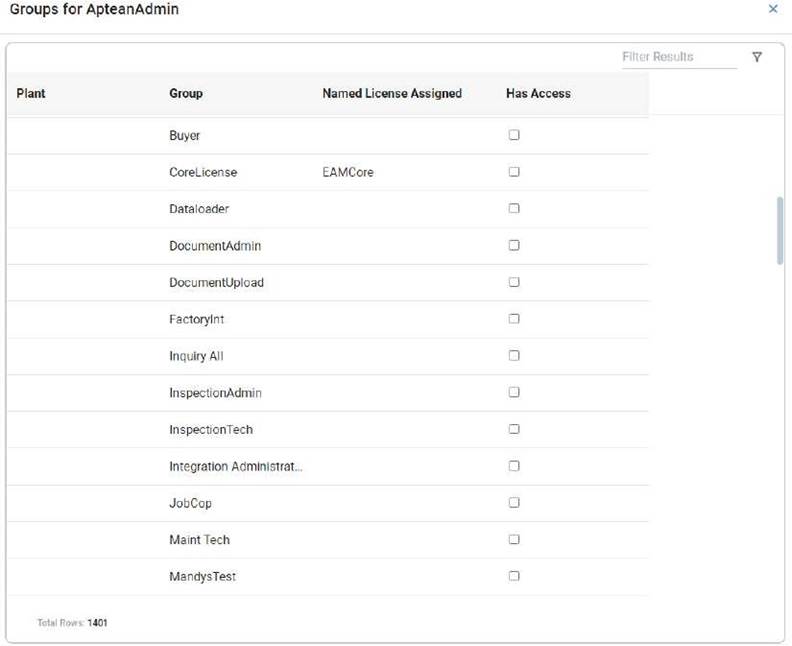 Groups for ApteanAdmin
Filter Results
Plant Group Named License Assigned Has Access
Buyer
CoreLicense EAMCore
Dataloader
DocumentAdmin
DocumentUpload
FactoryInt
Inquiry All
InspectionAdmin
InspectionTech
Integration Administrat...
JobCop
Maint Tech
MandysTest
Total Rows: 1401